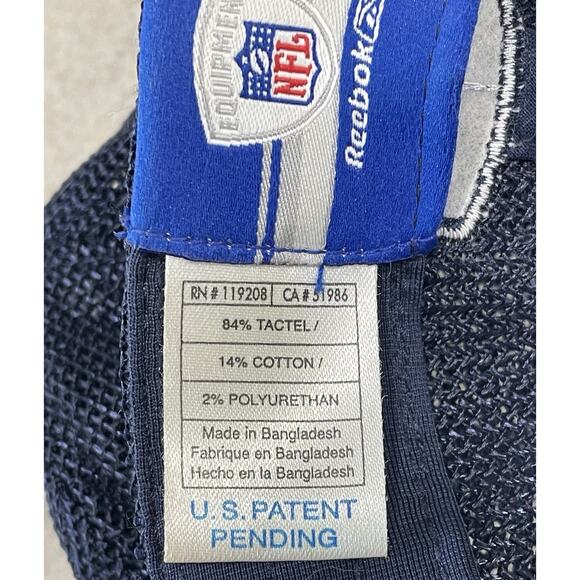 EQUIPMENT
NFL
Reebok
RN # 119208 CA # 51986
84% TACTEL /
14% COTTON /
2% POLYURETHAN
Made in Bangladesh
Fabrique en Bangladesh
Hecho en la Bangladesh
U.S. PATENT
PENDING